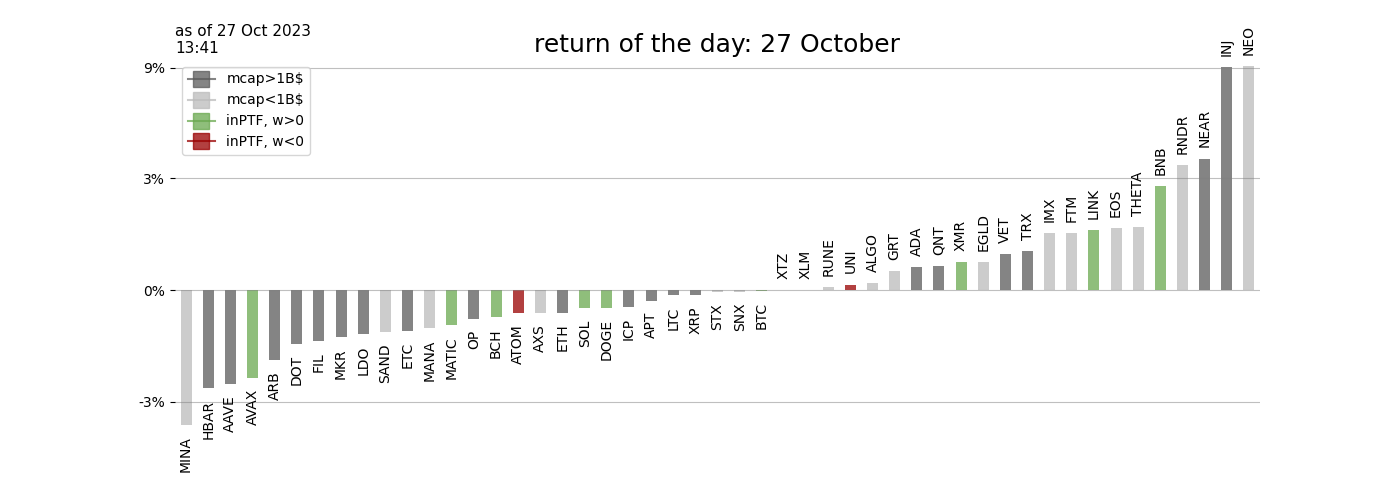 as of 27 Oct 2023
13:41
return of the day: 27 October
mcap>1B$
mcap<1B$
inPTF, w>0
inPTF, w<0
9%
3%
0%
-3%
MINA
HBAR
AAVE
AVAX
ARB
DOT
FIL
MKR
LDO
SAND
ETC
MANA
MATIC
OP
BCH
ATOM
AXS
ETH
SOL
DOGE
ICP
APT
LTC
XRP
STX
SNX
BTC
XTZ
XLM
RUNE
UNI
ALGO
GRT
ADA
QNT
XMR
EGLD
VET
TRX
IMX
FTM
LINK
EOS
THETA
BNB
RNDR
NEAR
INJ
NEO